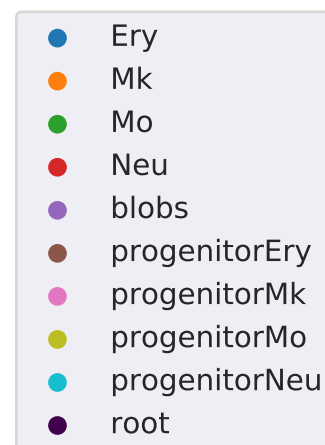 Ery
Mk
Mo
Neu
blobs
progenitorEry
progenitorMk
progenitorMo
progenitorNeu
root